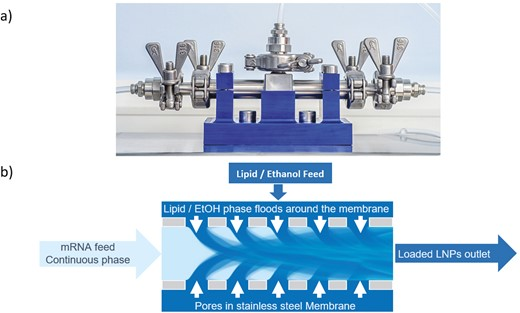 a)
b)
Lipid / Ethanol Feed
Lipid / EtOH phase floods around the membrane
mRNA feed
Continuous phase
Loaded LNPs outlet
Pores in stainless steel Membrane